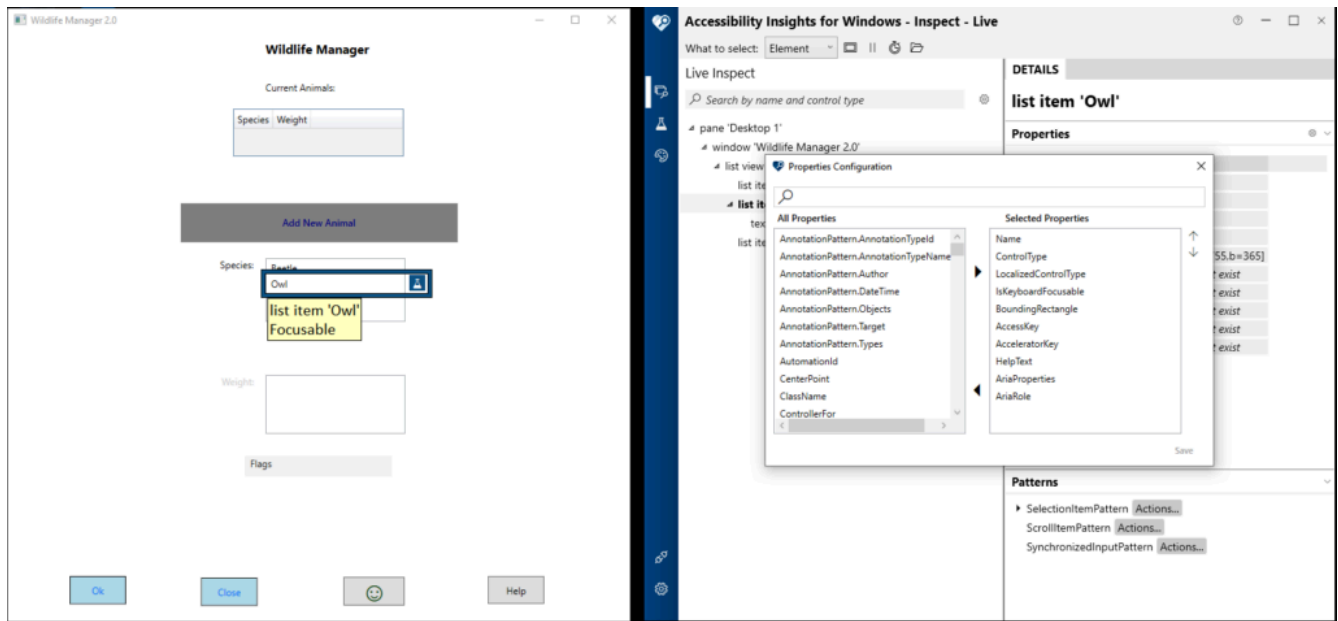 Wildlife Manager 2.0
Wildlife Manager
Current Animals:
Species Weight
Add New Animal
Species:
Beetle
Owl
list item 'Owl'
Focusable
Weight:
Flags
Ok
Close
Help
Accessibility Insights for Windows - Inspect - Live
What to select: Element
Live Inspect
Search by name and control type
pane 'Desktop 1'
window 'Wildlife Manager 2.0'
list view
list ite
list it
tex
list ite
DETAILS
list item 'Owl'
Properties
55,b=365]
t exist
t exist
t exist
t exist
t exist
Properties Configuration
All Properties
AnnotationPattern.AnnotationTypeId
AnnotationPattern.AnnotationTypeName
AnnotationPattern.Author
AnnotationPattern.DateTime
AnnotationPattern.Objects
AnnotationPattern.Target
AnnotationPattern.Types
AutomationId
CenterPoint
ClassName
ControllerFor
Selected Properties
Name
ControlType
LocalizedControlType
IsKeyboardFocusable
BoundingRectangle
AccessKey
AcceleratorKey
HelpText
AriaProperties
AriaRole
Save
Patterns
SelectionItemPattern Actions...
ScrollItemPattern Actions...
SynchronizedInputPattern Actions...